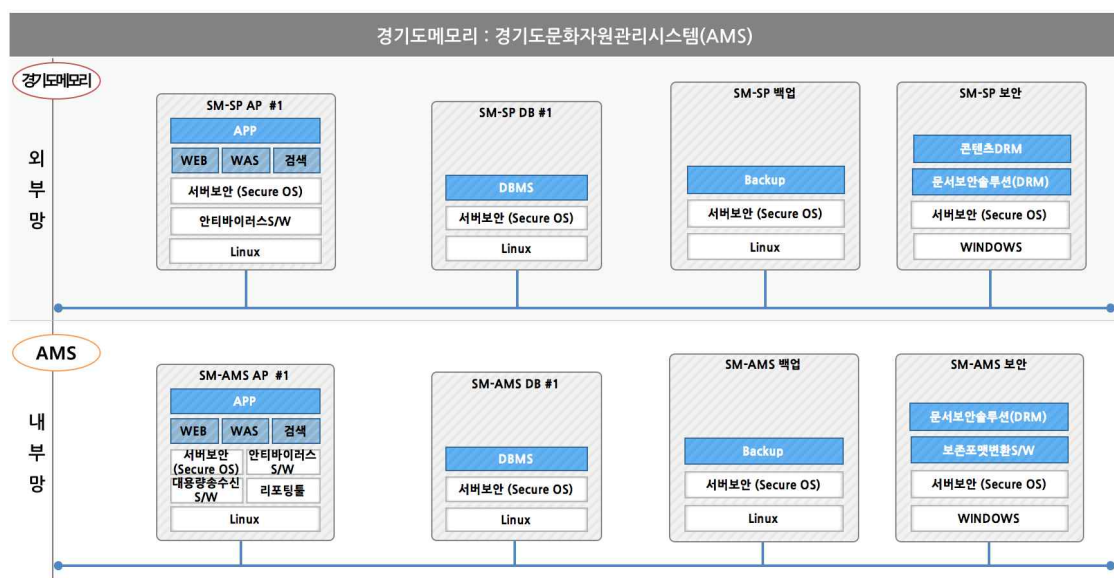 경기도메모리 : 경기도문화자원관리시스템(AMS)
경기도메모리
외
부
망
SM-SP AP #1
APP
WEB WAS 검색
서버보안 (Secure OS)
안티바이러스S/W
Linux
SM-SP DB #1
DBMS
서버보안 (Secure OS)
Linux
SM-SP 백업
Backup
서버보안 (Secure OS)
Linux
SM-SP 보안
콘텐츠DRM
문서보안솔루션(DRM)
서버보안 (Secure OS)
WINDOWS
AMS
내
부
망
SM-AMS AP #1
APP
WEB WAS 검색
서버보안
(Secure OS)
안티바이러스
S/W
대용량송수신
S/W
리포팅툴
Linux
SM-AMS DB #1
DBMS
서버보안 (Secure OS)
Linux
SM-AMS 백업
Backup
서버보안 (Secure OS)
Linux
SM-AMS 보안
문서보안솔루션(DRM)
보존포맷변환S/W
서버보안 (Secure OS)
WINDOWS